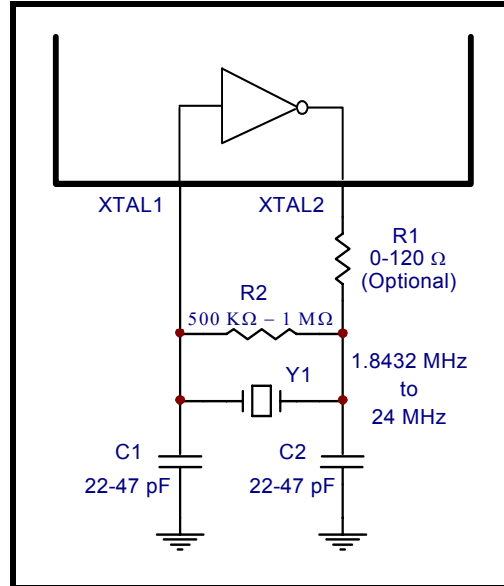 XTAL1
XTAL2
R1
0-120 Ω
(Optional)
R2
500 KΩ – 1 MΩ
Y1
1.8432 MHz
to
24 MHz
C1
22-47 pF
C2
22-47 pF